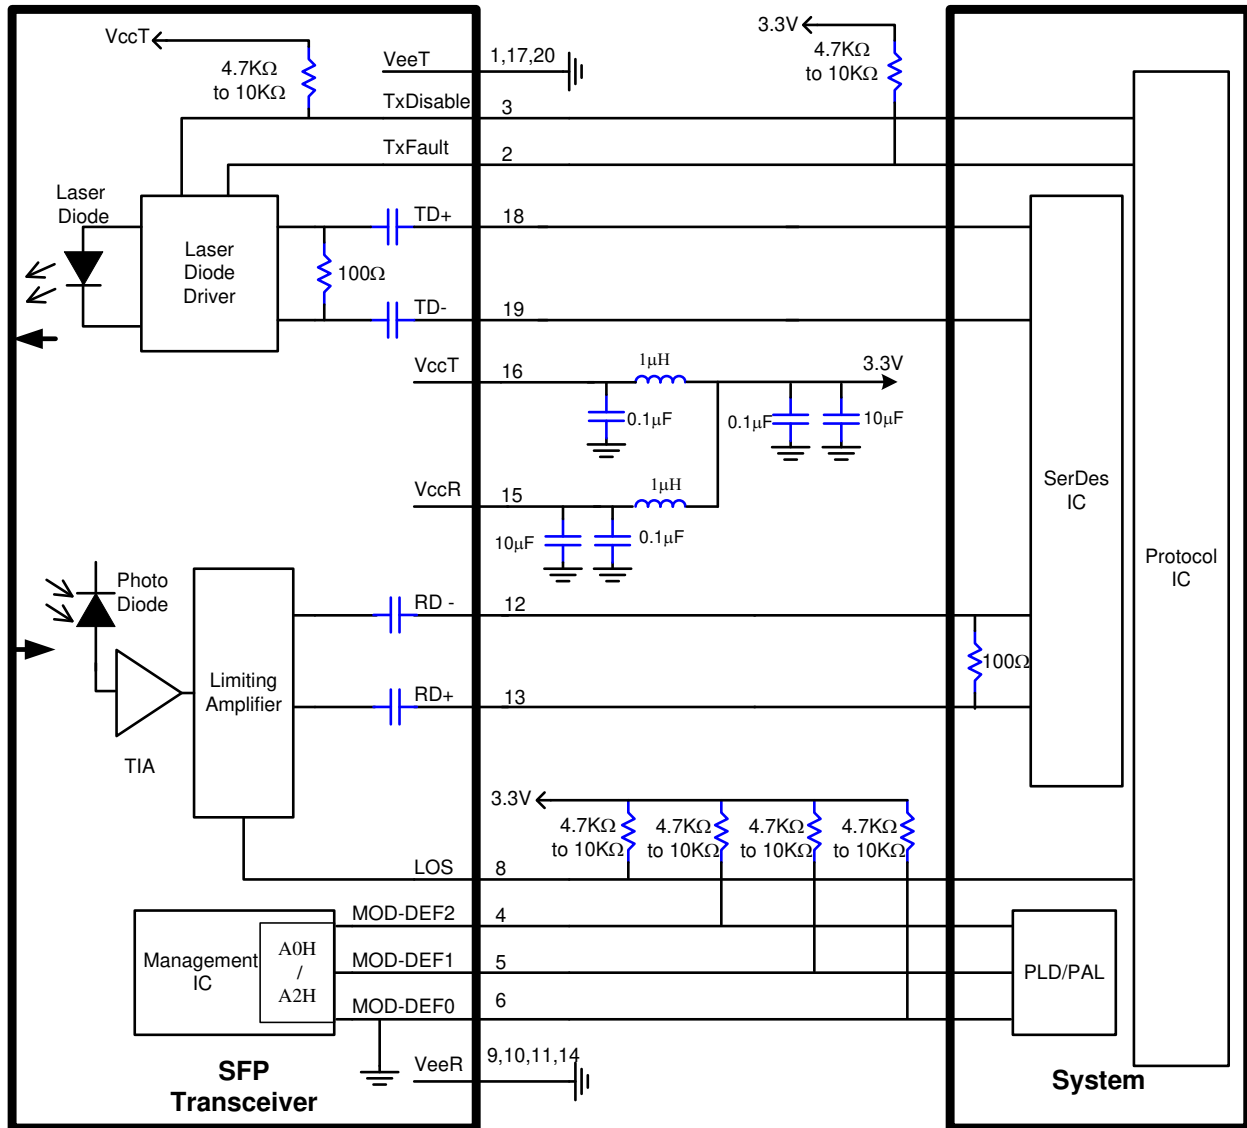 VccT
4.7KΩ
to 10KΩ
VeeT
1,17,20
3.3V
4.7KΩ
to 10KΩ
TxDisable
3
TxFault
2
Laser
Diode
Laser
Diode
Driver
100Ω
TD+
18
TD-
19
VccT
16
1µH
3.3V
0.1µF
0.1µF
10µF
VccR
15
1µH
10µF
0.1µF
SerDes
IC
Protocol
IC
Photo
Diode
TIA
Limiting
Amplifier
RD -
12
RD+
13
100Ω
3.3V
4.7KΩ
to 10KΩ
4.7KΩ
to 10KΩ
4.7KΩ
to 10KΩ
4.7KΩ
to 10KΩ
LOS
8
Management
IC
A0H
/
A2H
MOD-DEF2
4
MOD-DEF1
5
MOD-DEF0
6
PLD/PAL
VeeR
9,10,11,14
SFP
Transceiver
System